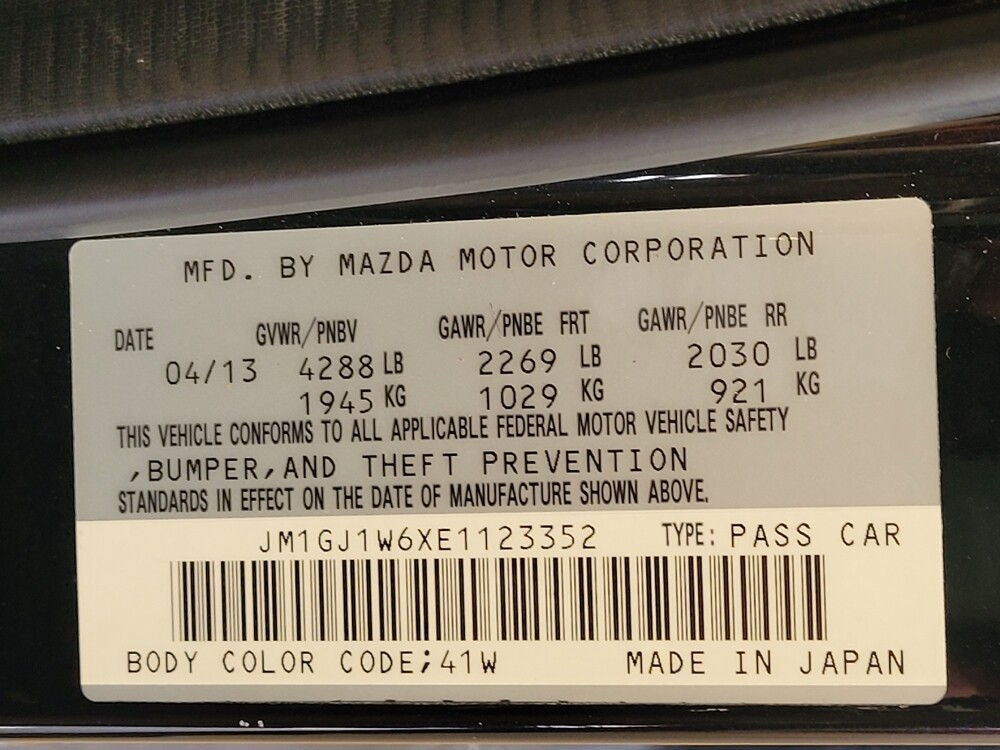 MFD. BY MAZDA MOTOR CORPORATION
DATE GVWR/PNBV GAWR/PNBE FRT GAWR/PNBE RR
04/13 4288 LB 2269 LB 2030 LB
1945 KG 1029 KG 921 KG
THIS VEHICLE CONFORMS TO ALL APPLICABLE FEDERAL MOTOR VEHICLE SAFETY
,BUMPER,AND THEFT PREVENTION
STANDARDS IN EFFECT ON THE DATE OF MANUFACTURE SHOWN ABOVE.
JM1GJ1W6XE1123352 TYPE: PASS CAR
BODY COLOR CODE;41W MADE IN JAPAN